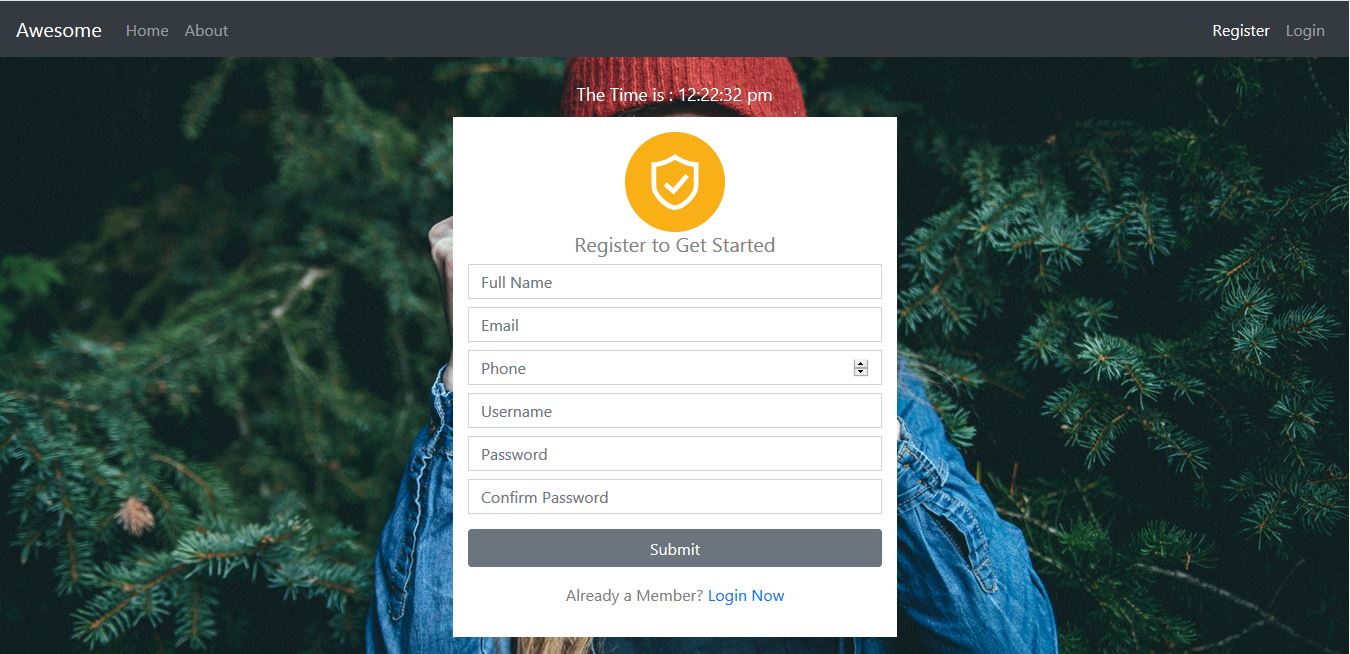 Awesome Home About Register Login
The Time is : 12:22:32 pm
Register to Get Started
Full Name
Email
Phone
Username
Password
Confirm Password
Submit
Already a Member? Login Now